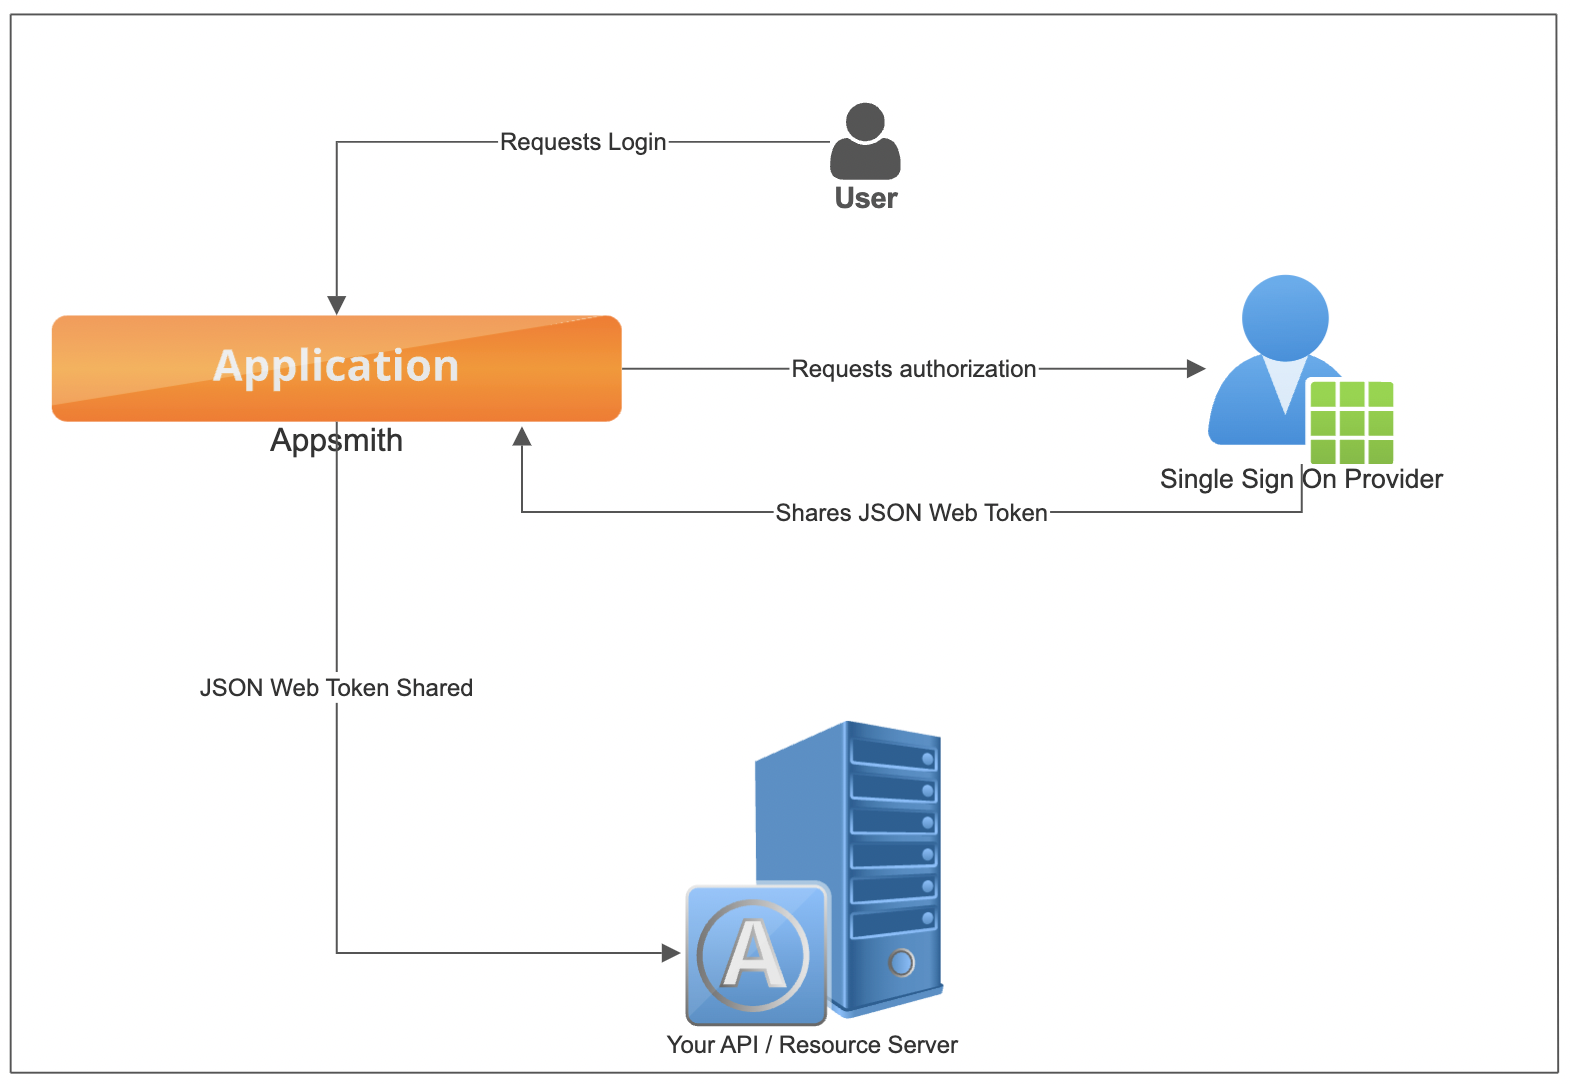 Requests Login
User
Application
Appsmith
Requests authorization
Single Sign On Provider
Shares JSON Web Token
JSON Web Token Shared
A
Your API / Resource Server